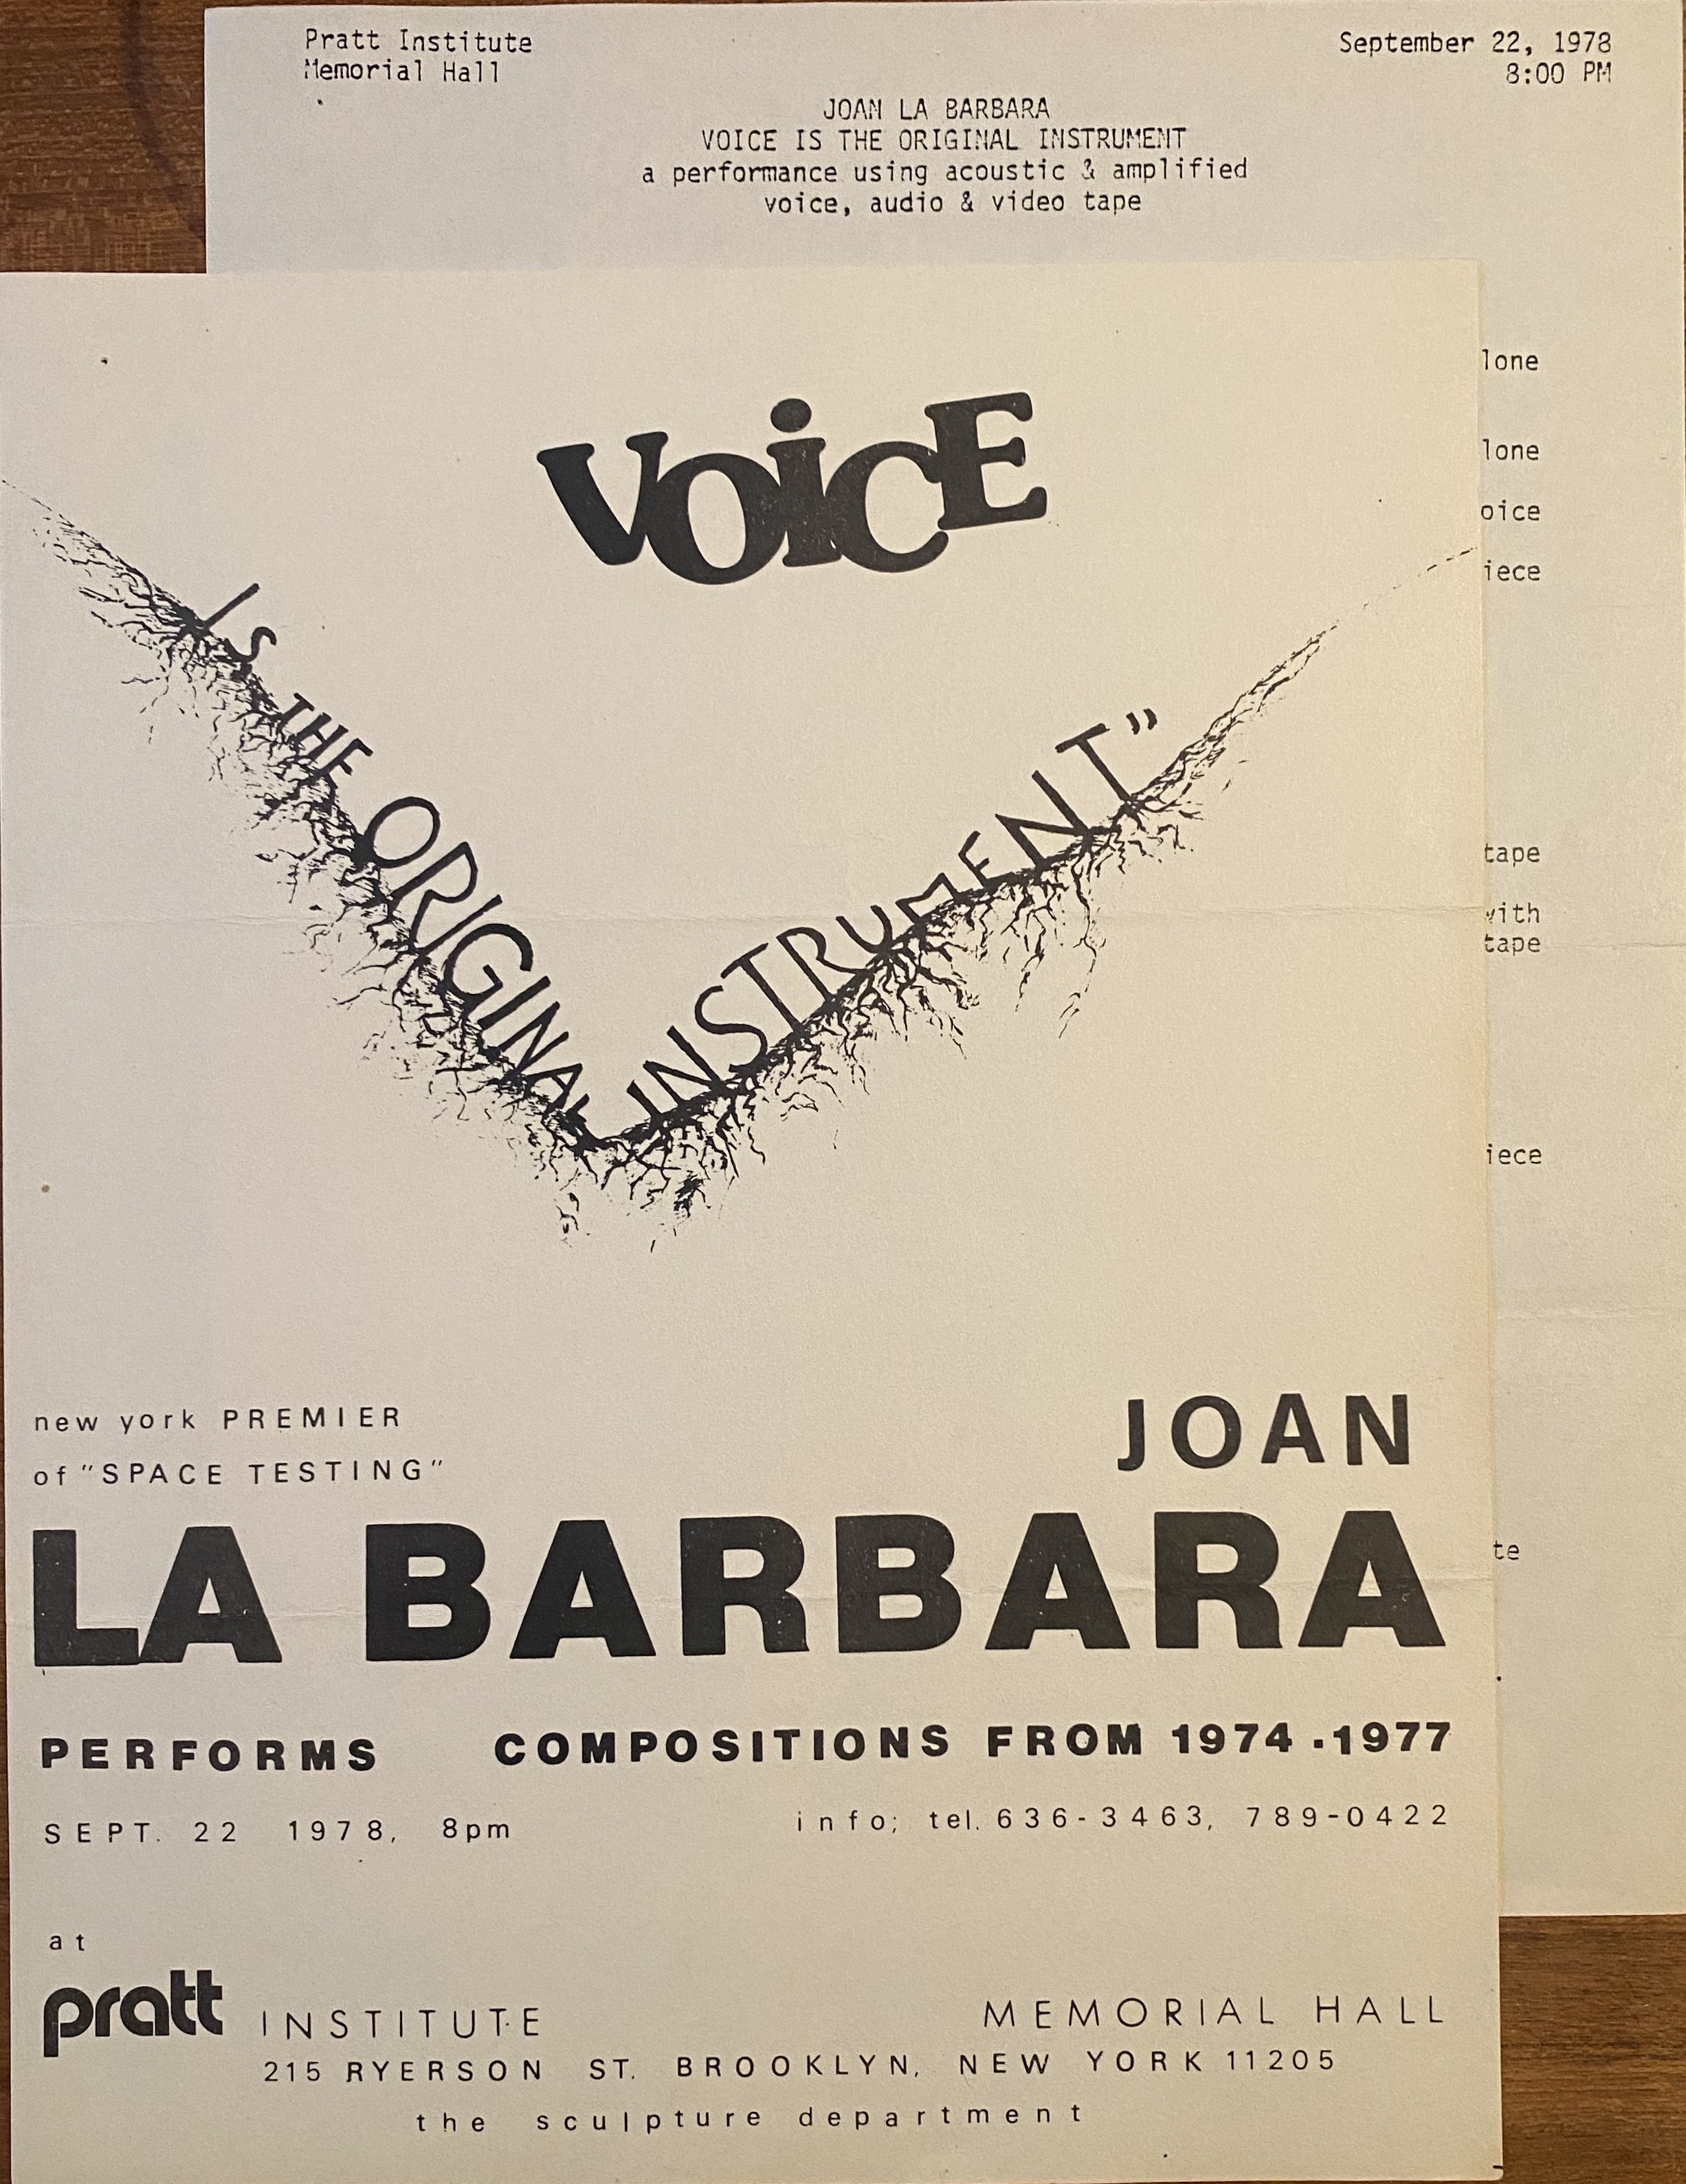 Pratt Institute
Memorial Hall
September 22, 1978
8:00 PM
JOAN LA BARBARA
VOICE IS THE ORIGINAL INSTRUMENT
a performance using acoustic & amplified
voice, audio & video tape
lone
lone
oice
iece
tape
with
tape
iece
te
VOiCE
IS THE ORIGINAL INSTRUMENT”
new york PREMIER
of "SPACE TESTING"
JOAN
LA BARBARA
PERFORMS COMPOSITIONS FROM 1974.1977
SEPT. 22 1978, 8pm
info; tel. 636-3463, 789-0422
at
pratt INSTITUTE
MEMORIAL HALL
215 RYERSON ST. BROOKLYN, NEW YORK 11205
the sculpture department